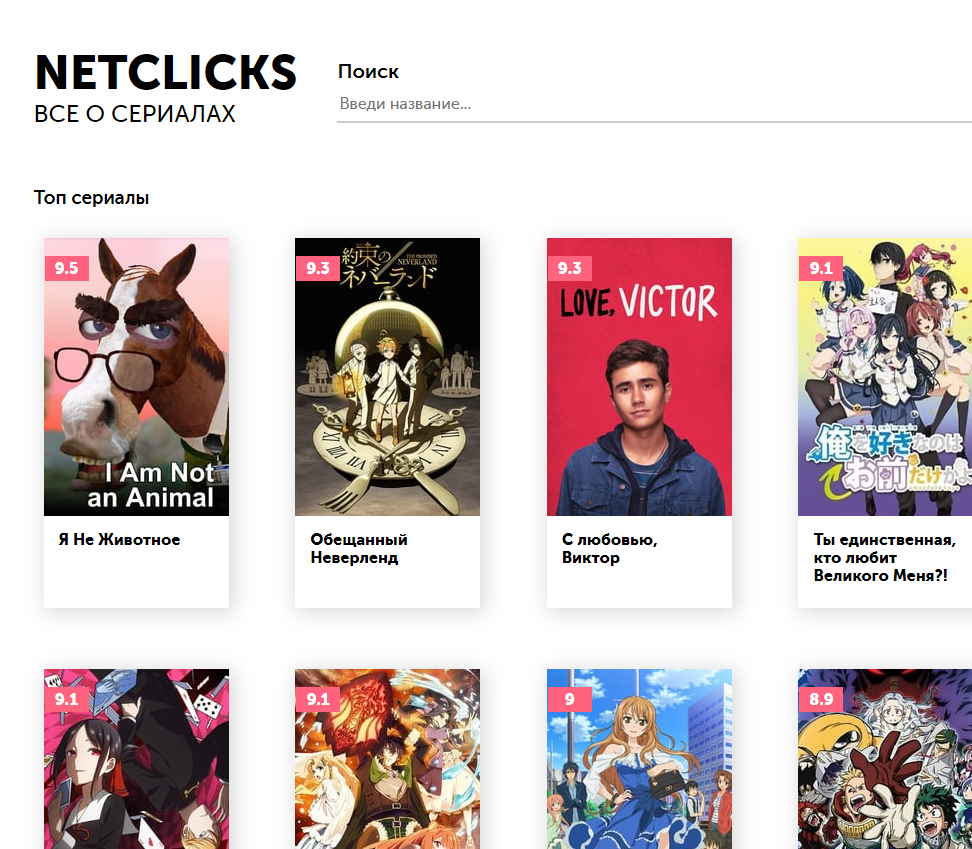 NETCLICKS
ВСЕ О СЕРИАЛАХ
Поиск
Введи название...
Топ сериалы
9.5
I Am Not
an Animal
Я Не Животное
9.3
約束の
THE PROMISED
NEVERLAND
ネバーランド
Обещанный
Неверленд
9.3
LOVE, VICTOR
С любовью,
Виктор
9.1
俺を好きなのは
お前だけかよ
Ты единственная,
кто любит
Великого Меня?!
9.1
9.1
9
8.9